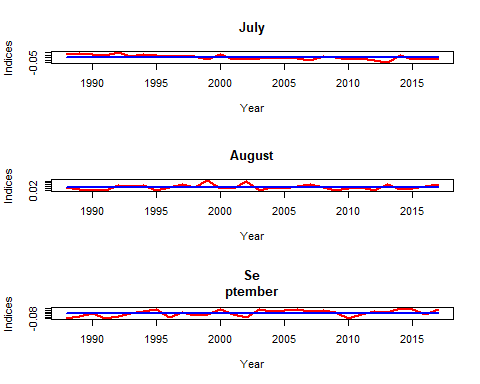 July
Indices
-0.05
1990 1995 2000 2005 2010 2015
Year
August
Indices
0.02
1990 1995 2000 2005 2010 2015
Year
Se
ptember
Indices
-0.08
1990 1995 2000 2005 2010 2015
Year